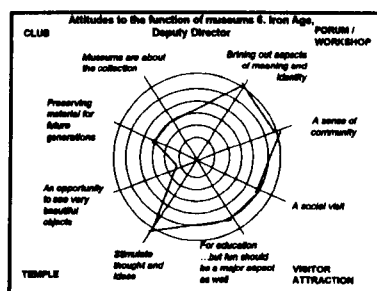 Attitudes to the function of museums 6. Iron Age,
Deputy Director
CLUB
FORUM /
WORKSHOP
Museums are about
the collection
Brining out aspects
of meaning and
identity
Preserving
material for
future
generations
A sense of
community
An opportunity
to see very
beautiful
objects
A social visit
Stimulate
thought and
ideas
For education
...but fun should
be a major aspect
as well
TEMPLE
VISITOR
ATTRACTION